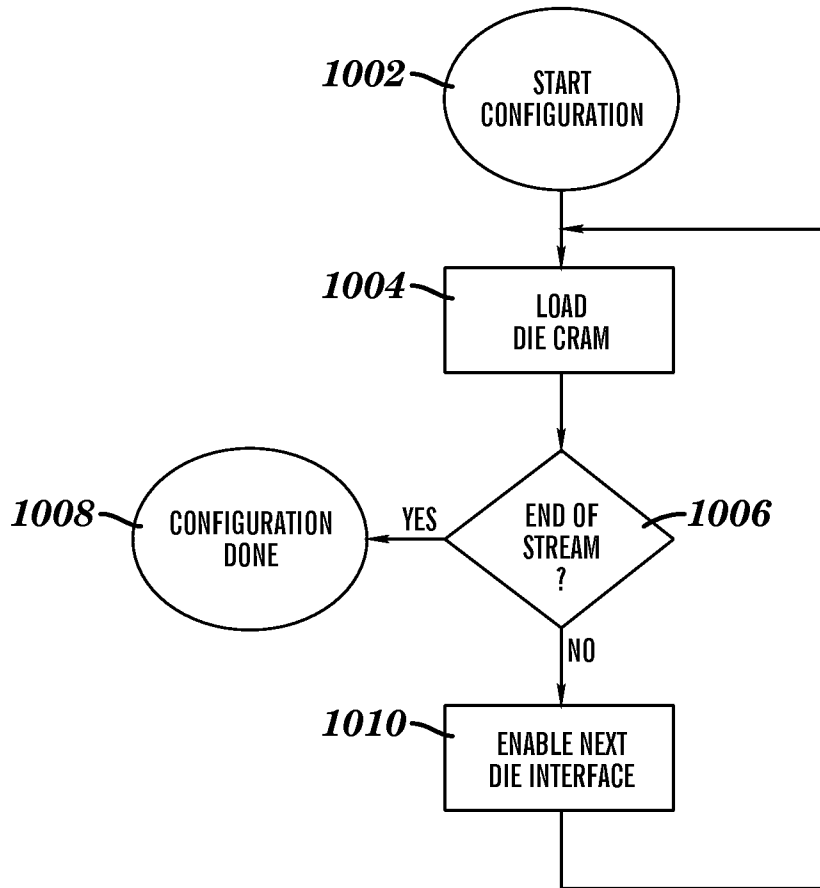 1002
START
CONFIGURATION
1004
LOAD
DIE CRAM
1008
CONFIGURATION
DONE
YES
END OF
STREAM
?
1006
NO
1010
ENABLE NEXT
DIE INTERFACE